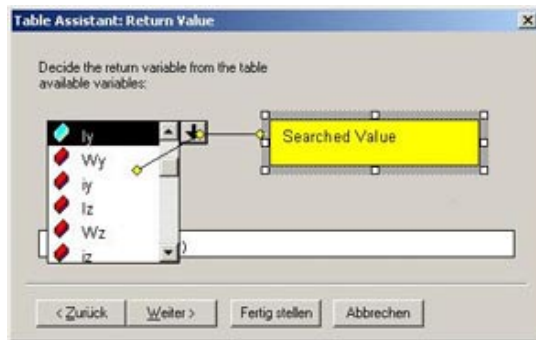 Table Assistant: Return Value
Decide the return variable from the table
available variables:
Iy
Searched Value
Wy
iy
Iz
Wz
iz
)
< Zurück
Weiter >
Fertig stellen
Abbrechen